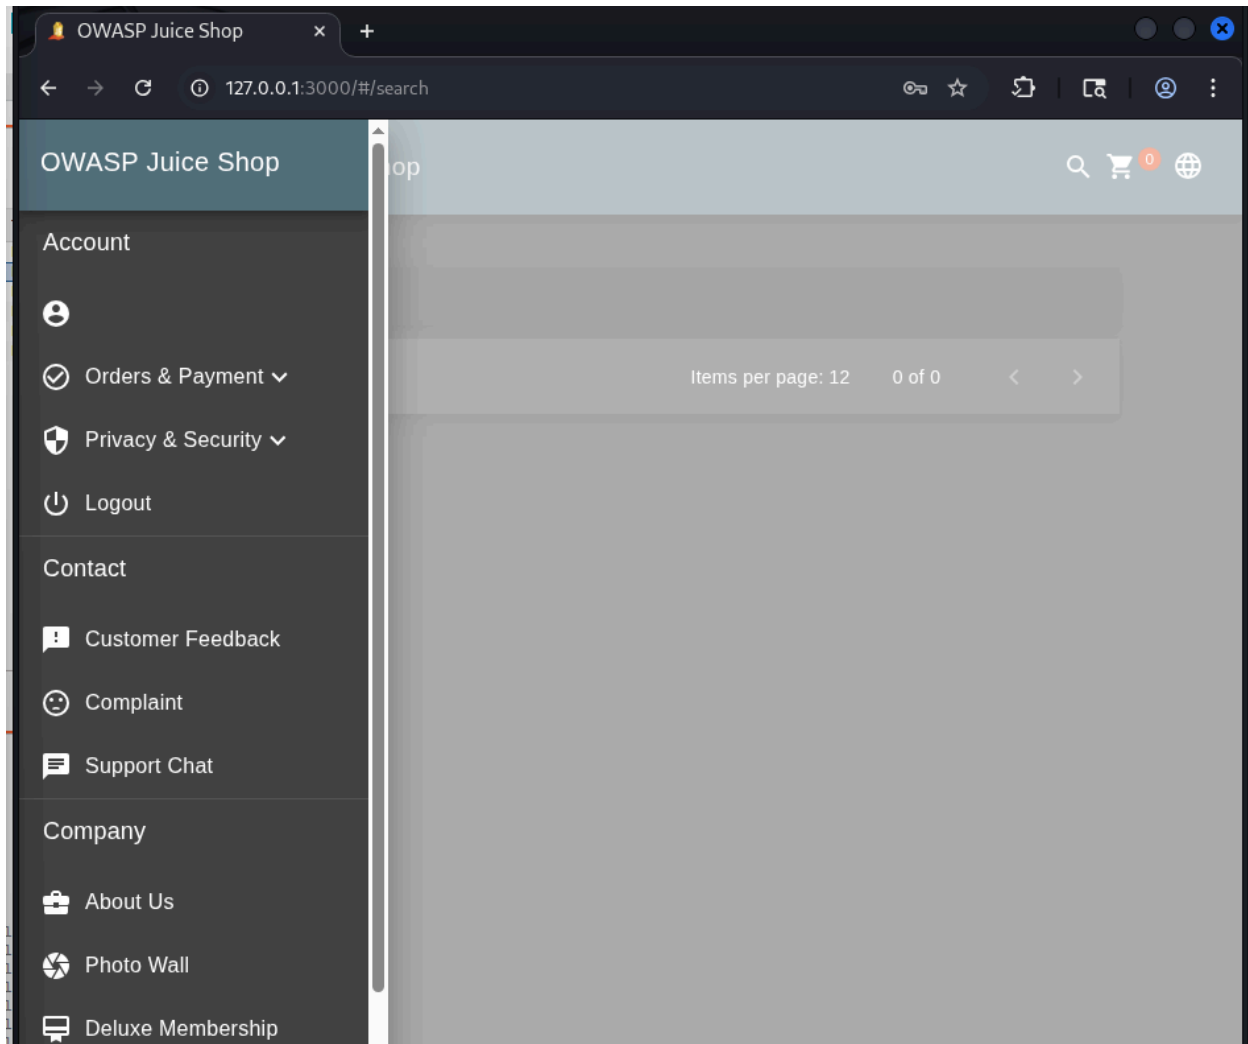 OWASP Juice Shop
127.0.0.1:3000/#/search
OWASP Juice Shop
op
0
Account
Orders & Payment
Items per page: 12
0 of 0
Privacy & Security
Logout
Contact
Customer Feedback
Complaint
Support Chat
Company
About Us
Photo Wall
Deluxe Membership